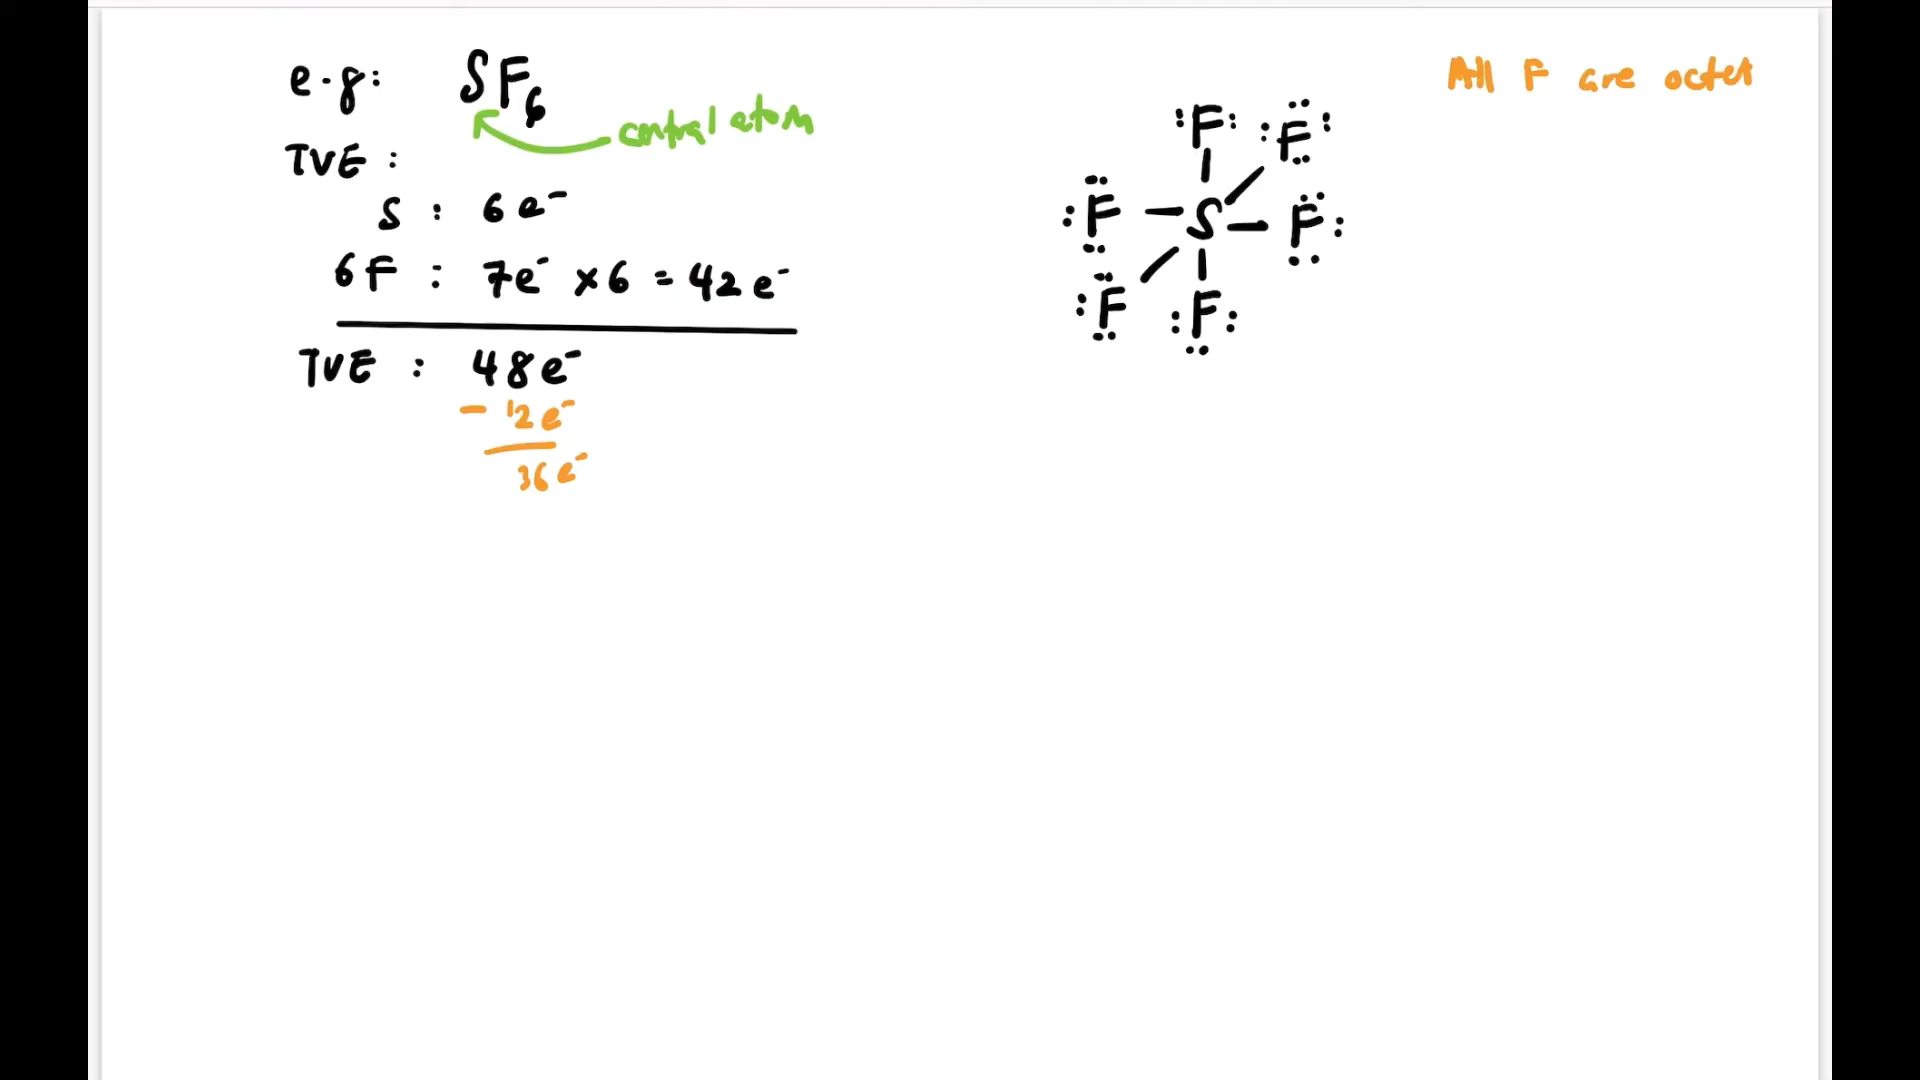 e.g: SF₆
central atom
TVE :
S : 6e⁻
6F : 7e⁻ ×6 = 42e⁻
TVE : 48e⁻
- 12e⁻
36e⁻
All F are octet
F F
F S F
F F